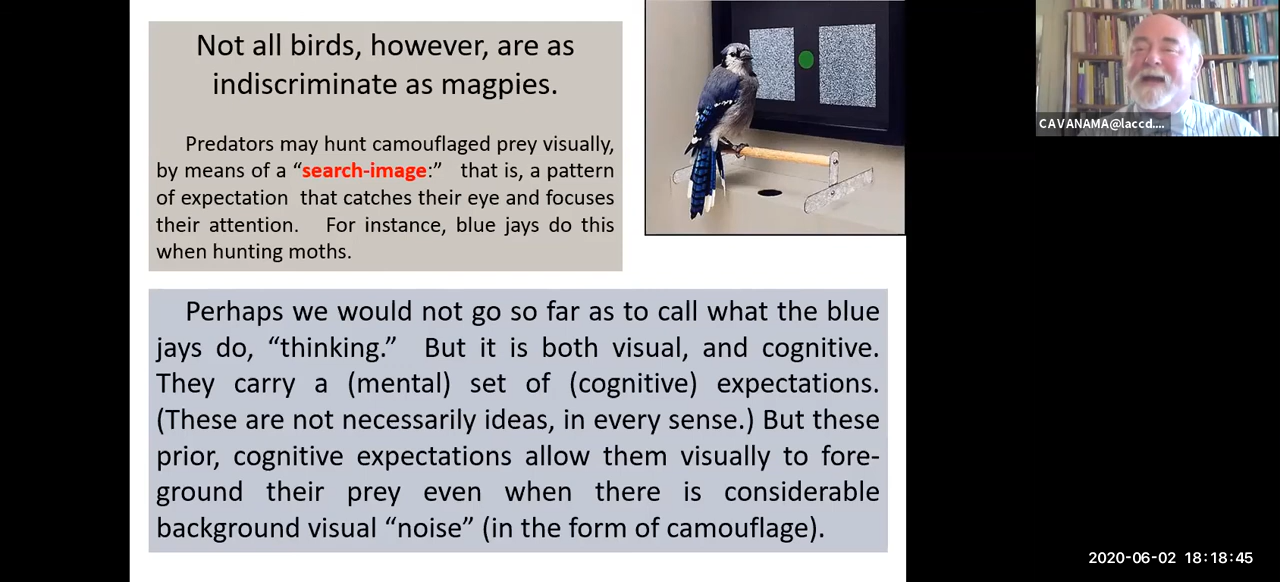 Not all birds, however, are as
indiscriminate as magpies.
Predators may hunt camouflaged prey visually,
by means of a “search-image:” that is, a pattern
of expectation that catches their eye and focuses
their attention. For instance, blue jays do this
when hunting moths.
CAVANAMA@laccd....
Perhaps we would not go so far as to call what the blue
jays do, “thinking.” But it is both visual, and cognitive.
They carry a (mental) set of (cognitive) expectations.
(These are not necessarily ideas, in every sense.) But these
prior, cognitive expectations allow them visually to fore-
ground their prey even when there is considerable
background visual “noise” (in the form of camouflage).
2020-06-02 18:18:45